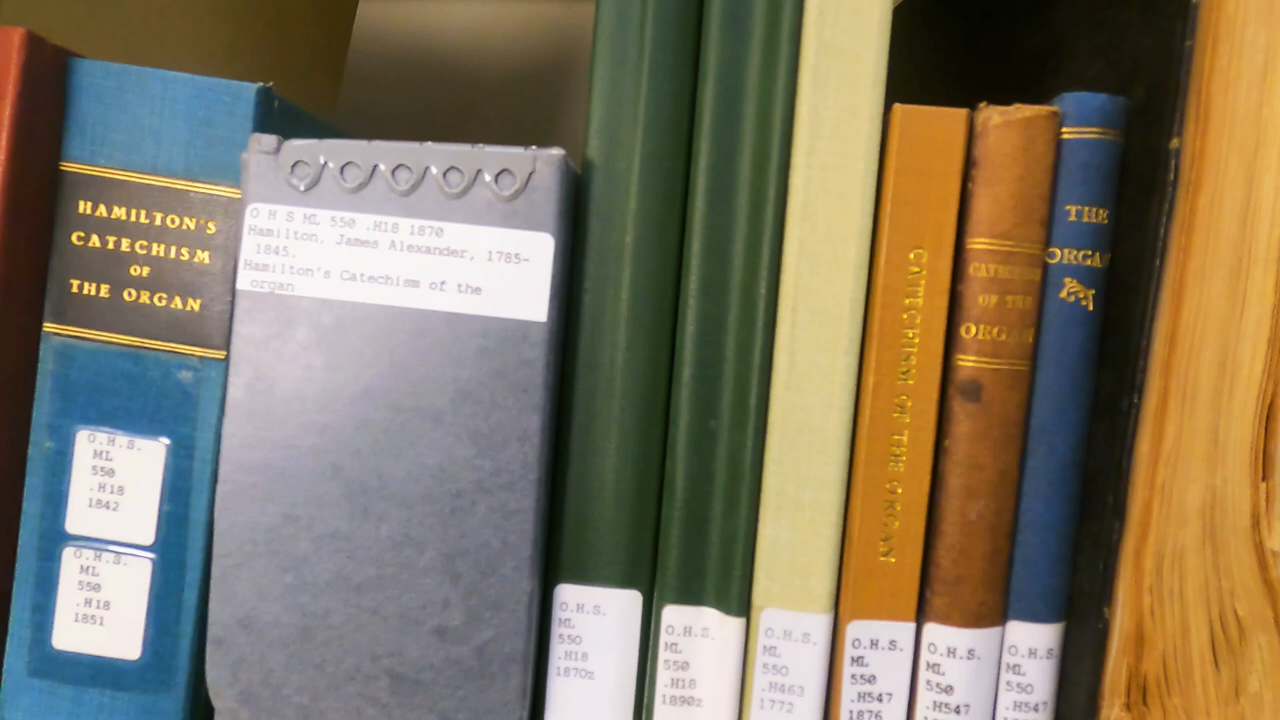 HAMILTON'S
CATECHISM
OF
THE ORGAN
O.H.S.
ML
550
.H18
1842
O.H.S.
ML
550
.H18
1851
O H S ML 550 .H18 1870
Hamilton, James Alexander, 1785-
1845.
Hamilton's Catechism of the
organ
O.H.S.
ML
550
.H18
1870z
O.H.S.
ML
550
.H18
1890z
O.H.S.
ML
550
.H463
1772
CATECHISM OF THE ORGAN
O.H.S.
ML
550
.H547
1876
CATECHISM
OF THE
ORGAN
O.H.S.
ML
550
.H547
THE
ORGAN
O.H.S.
ML
550
.H547